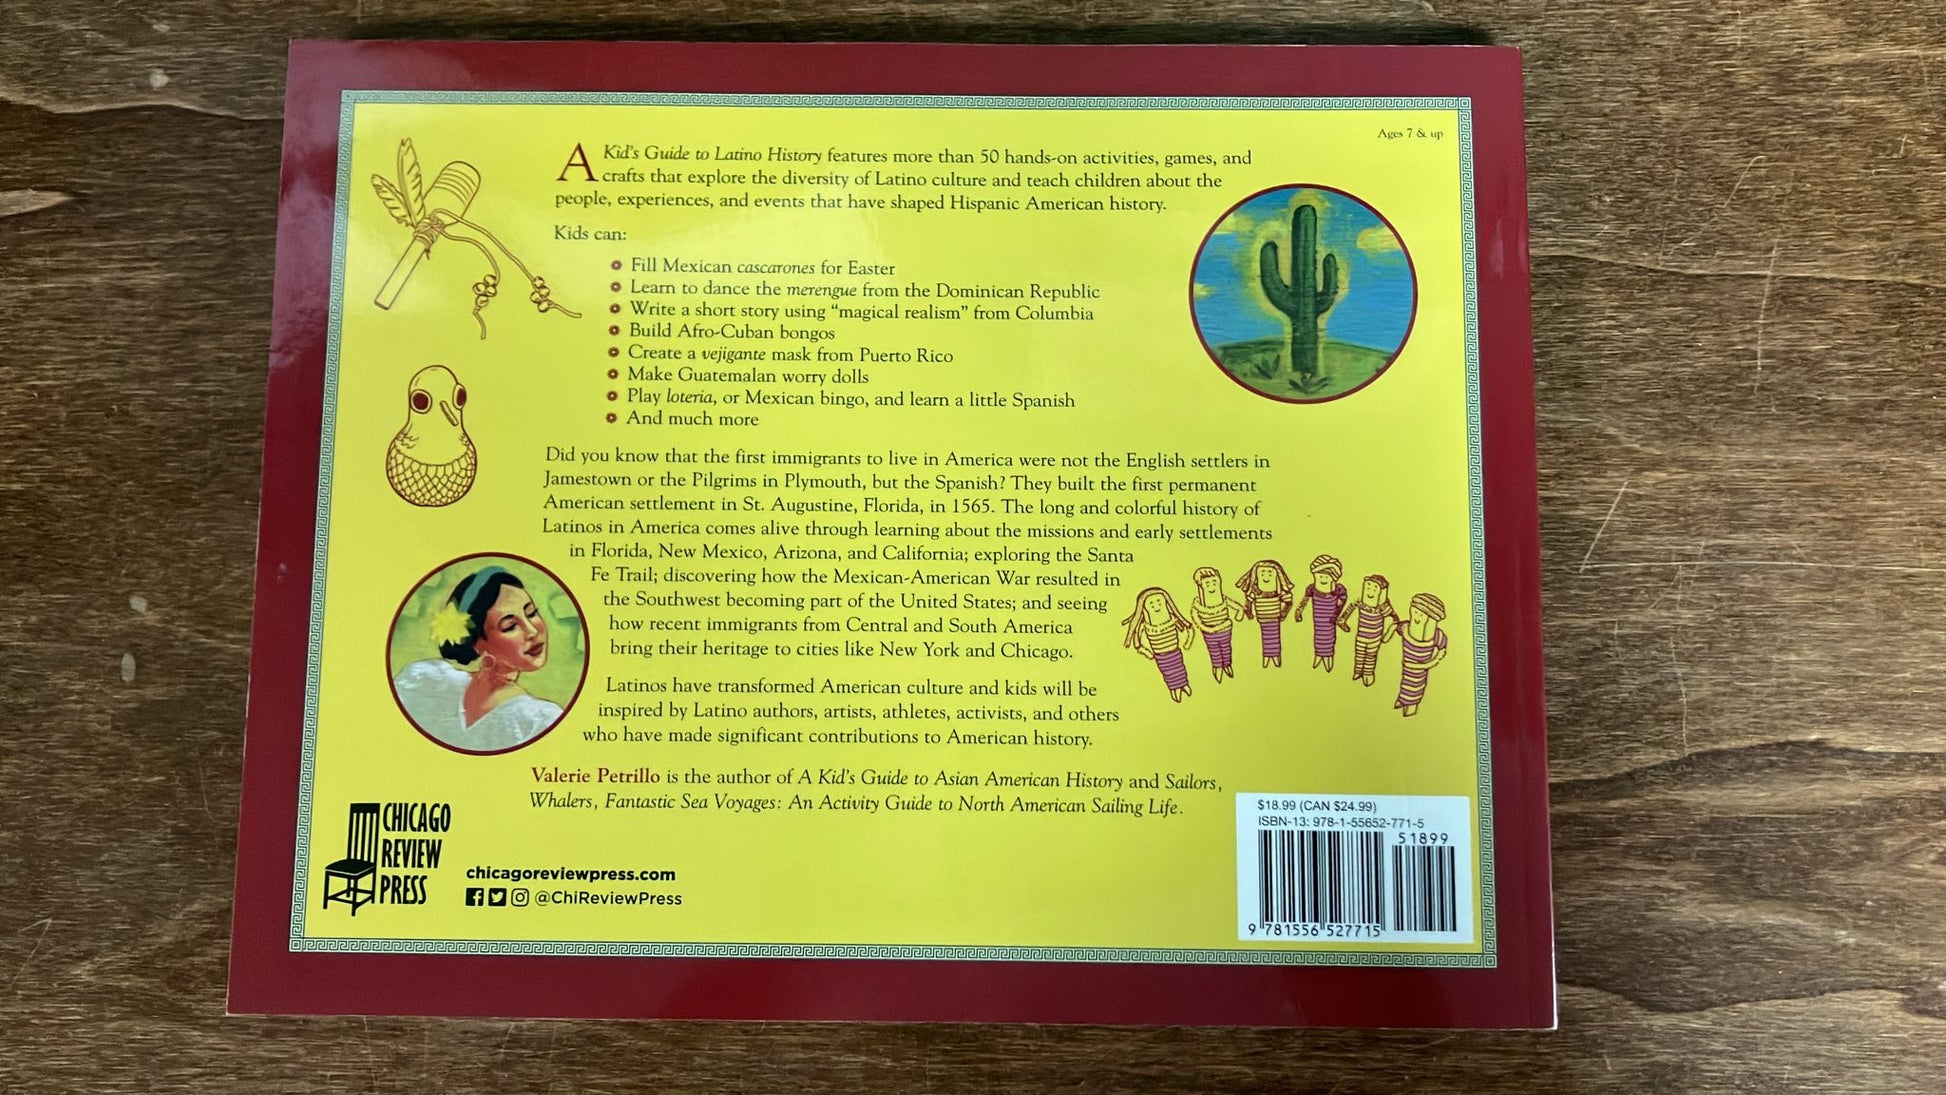 Ages 7 & up
A Kid's Guide to Latino History features more than 50 hands-on activities, games, and
crafts that explore the diversity of Latino culture and teach children about the
people, experiences, and events that have shaped Hispanic American history.
Kids can:
Fill Mexican cascarones for Easter
Learn to dance the merengue from the Dominican Republic
Write a short story using “magical realism” from Columbia
Build Afro-Cuban bongos
Create a vejigante mask from Puerto Rico
Make Guatemalan worry dolls
Play loteria, or Mexican bingo, and learn a little Spanish
And much more
Did you know that the first immigrants to live in America were not the English settlers in
Jamestown or the Pilgrims in Plymouth, but the Spanish? They built the first permanent
American settlement in St. Augustine, Florida, in 1565. The long and colorful history of
Latinos in America comes alive through learning about the missions and early settlements
in Florida, New Mexico, Arizona, and California; exploring the Santa
Fe Trail; discovering how the Mexican-American War resulted in
the Southwest becoming part of the United States; and seeing
how recent immigrants from Central and South America
bring their heritage to cities like New York and Chicago.
Latinos have transformed American culture and kids will be
inspired by Latino authors, artists, athletes, activists, and others
who have made significant contributions to American history.
Valerie Petrillo is the author of A Kid's Guide to Asian American History and Sailors,
Whalers, Fantastic Sea Voyages: An Activity Guide to North American Sailing Life.
CHICAGO
REVIEW
PRESS
chicagoreviewpress.com
@ChiReviewPress
$18.99 (CAN $24.99)
ISBN-13: 978-1-55652-771-5
51899
9 781556 527715